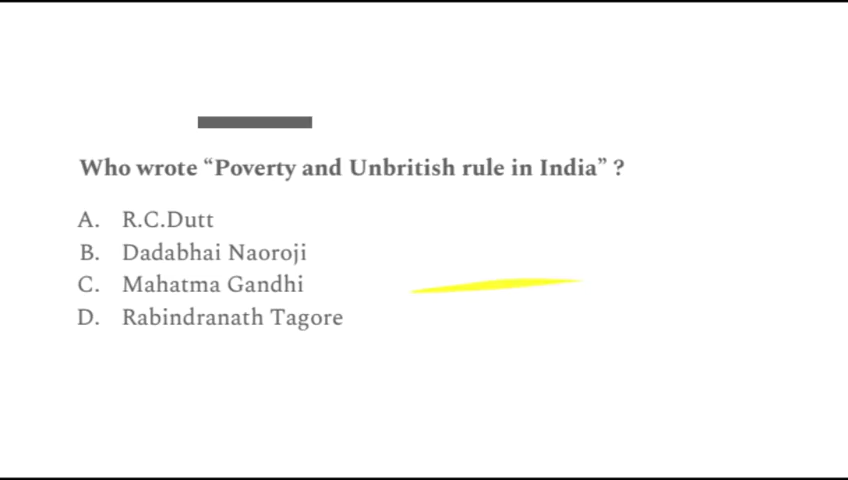 Who wrote “Poverty and Unbritish rule in India” ?
A. R.C.Dutt
B. Dadabhai Naoroji
C. Mahatma Gandhi
D. Rabindranath Tagore